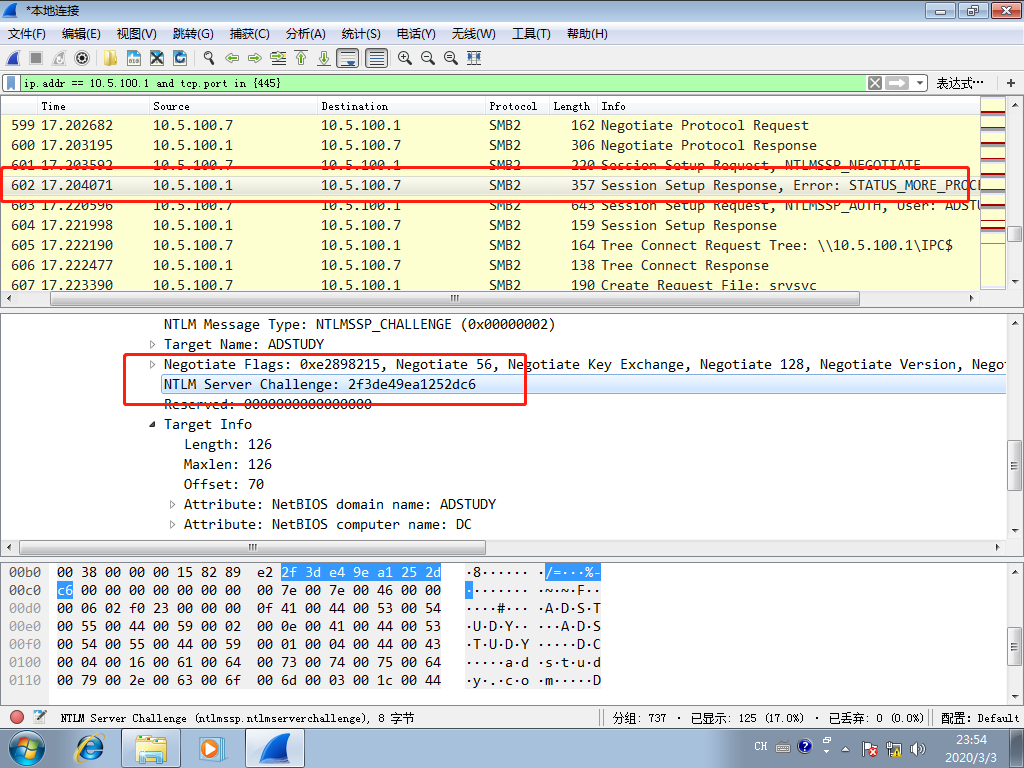 *本地连接
文件(F) 编辑(E) 视图(V) 跳转(G) 捕获(C) 分析(A) 统计(S) 电话(Y) 无线(W) 工具(T) 帮助(H)
ip.addr == 10.5.100.1 and tcp.port in {445} 表达式… +
Time Source Destination Protocol Length Info
599 17.202682 10.5.100.7 10.5.100.1 SMB2 162 Negotiate Protocol Request
600 17.203195 10.5.100.1 10.5.100.7 SMB2 306 Negotiate Protocol Response
601 17.203592 10.5.100.7 10.5.100.1 SMB2 220 Session Setup Request, NTLMSSP_NEGOTIATE
602 17.204071 10.5.100.1 10.5.100.7 SMB2 357 Session Setup Response, Error: STATUS_MORE_PROC
603 17.220596 10.5.100.7 10.5.100.1 SMB2 643 Session Setup Request, NTLMSSP_AUTH, User: ADSTU
604 17.221998 10.5.100.1 10.5.100.7 SMB2 159 Session Setup Response
605 17.222190 10.5.100.7 10.5.100.1 SMB2 164 Tree Connect Request Tree: \\10.5.100.1\IPC$
606 17.222477 10.5.100.1 10.5.100.7 SMB2 138 Tree Connect Response
607 17.223390 10.5.100.7 10.5.100.1 SMB2 190 Create Request File: srvsvc
NTLM Message Type: NTLMSSP_CHALLENGE (0x00000002)
Target Name: ADSTUDY
Negotiate Flags: 0xe2898215, Negotiate 56, Negotiate Key Exchange, Negotiate 128, Negotiate Version, Nego
NTLM Server Challenge: 2f3de49ea1252dc6
Reserved: 0000000000000000
Target Info
Length: 126
Maxlen: 126
Offset: 70
Attribute: NetBIOS domain name: ADSTUDY
Attribute: NetBIOS computer name: DC
00b0 00 38 00 00 00 15 82 89 e2 2f 3d e4 9e a1 25 2d ·8······ ·/=···%-
00c0 c6 00 00 00 00 00 00 00 00 7e 00 7e 00 46 00 00 ········ ·~·~·F··
00d0 00 06 02 f0 23 00 00 00 0f 41 00 44 00 53 00 54 ····#··· ·A·D·S·T
00e0 00 55 00 44 00 59 00 02 00 0e 00 41 00 44 00 53 ·U·D·Y·· ···A·D·S
00f0 00 54 00 55 00 44 00 59 00 01 00 04 00 44 00 43 ·T·U·D·Y ·····D·C
0100 00 04 00 16 00 61 00 64 00 73 00 74 00 75 00 64 ·····a·d ·s·t·u·d
0110 00 79 00 2e 00 63 00 6f 00 6d 00 03 00 1c 00 44 ·y·.·c·o ·m·····D
NTLM Server Challenge (ntlmssp.ntlmserverchallenge), 8 字节 分组: 737 · 已显示: 125 (17.0%) · 已丢弃: 0 (0.0%) 配置: Default
CH
23:54
2020/3/3